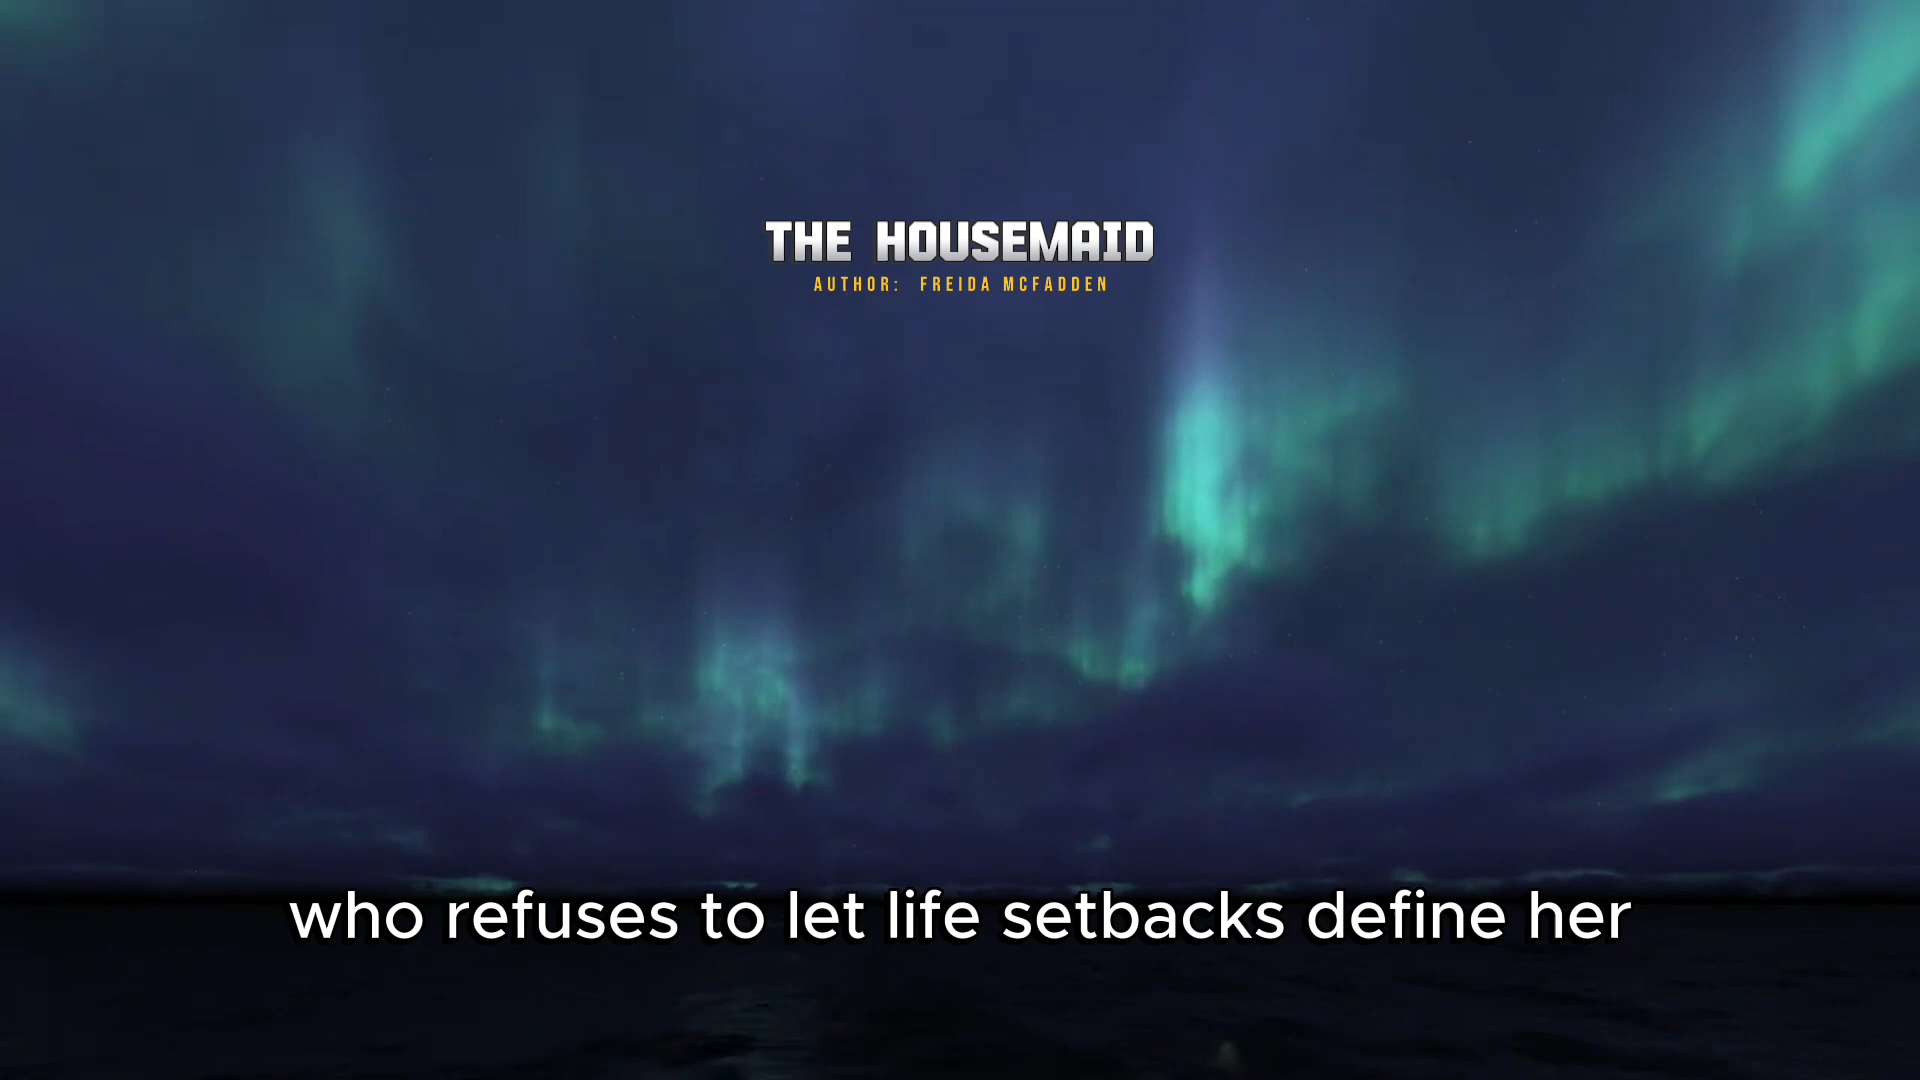 THE HOUSEMAID
AUTHOR: FREIDA MCFADDEN
who refuses to let life setbacks define her